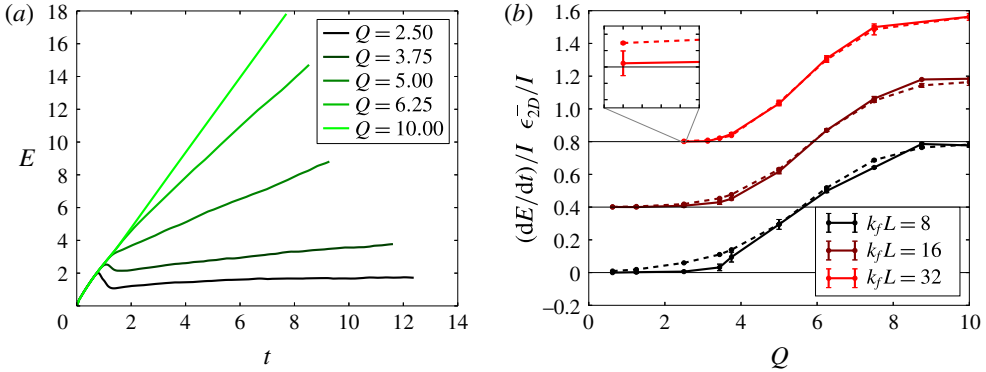 (a)
18
16
14
12
10
8
6
4
2
E
0
2
4
6
8
10
12
14
t
Q = 2.50
Q = 3.75
Q = 5.00
Q = 6.25
Q = 10.00
(b)
1.6
1.4
1.2
1.0
0.8
0.6
0.4
0.2
0
−0.2
(dE/dt)/I ϵ⁻₂D/I
0
2
4
6
8
10
Q
k_f L = 8
k_f L = 16
k_f L = 32